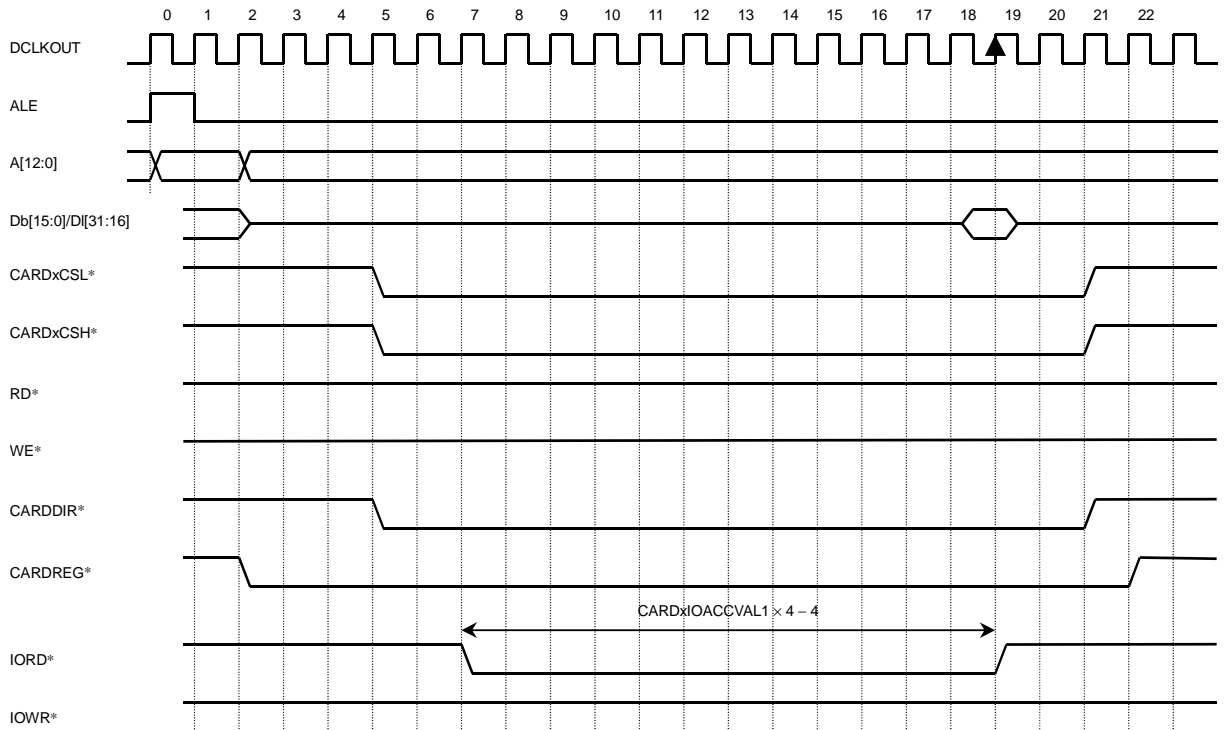 0 1 2 3 4 5 6 7 8 9 10 11 12 13 14 15 16 17 18 19 20 21 22
DCLKOUT
ALE
A[12:0]
Db[15:0]/Dl[31:16]
CARDxCSL*
CARDxCSH*
RD*
WE*
CARDDIR*
CARDREG*
CARDxIOACCVAL1 × 4 – 4
IORD*
IOWR*